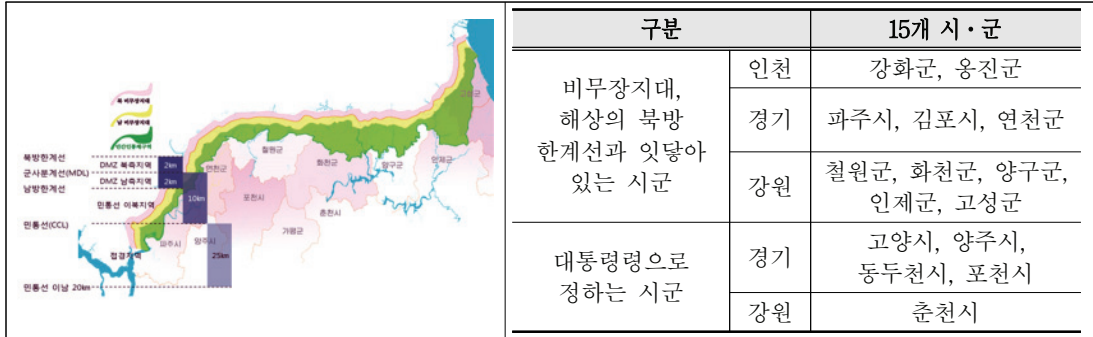 북 비무장지대
남 비무장지대
북방한계선
군사분계선(MDL)
남방한계선
민통선(CCL)
민통선 이남 20km
DMZ 북측지역
DMZ 남측지역
민통선 이북지역
접경지역
2km
2km
10km
25km
연천군
철원군
화천군
양구군
인제군
고성군
포천시
춘천시
가평군
파주시
양주시
구분
15개 시·군
비무장지대,
해상의 북방
한계선과 잇닿아
있는 시군
인천
강화군, 옹진군
경기
파주시, 김포시, 연천군
강원
철원군, 화천군, 양구군,
인제군, 고성군
대통령령으로
정하는 시군
경기
고양시, 양주시,
동두천시, 포천시
강원
춘천시